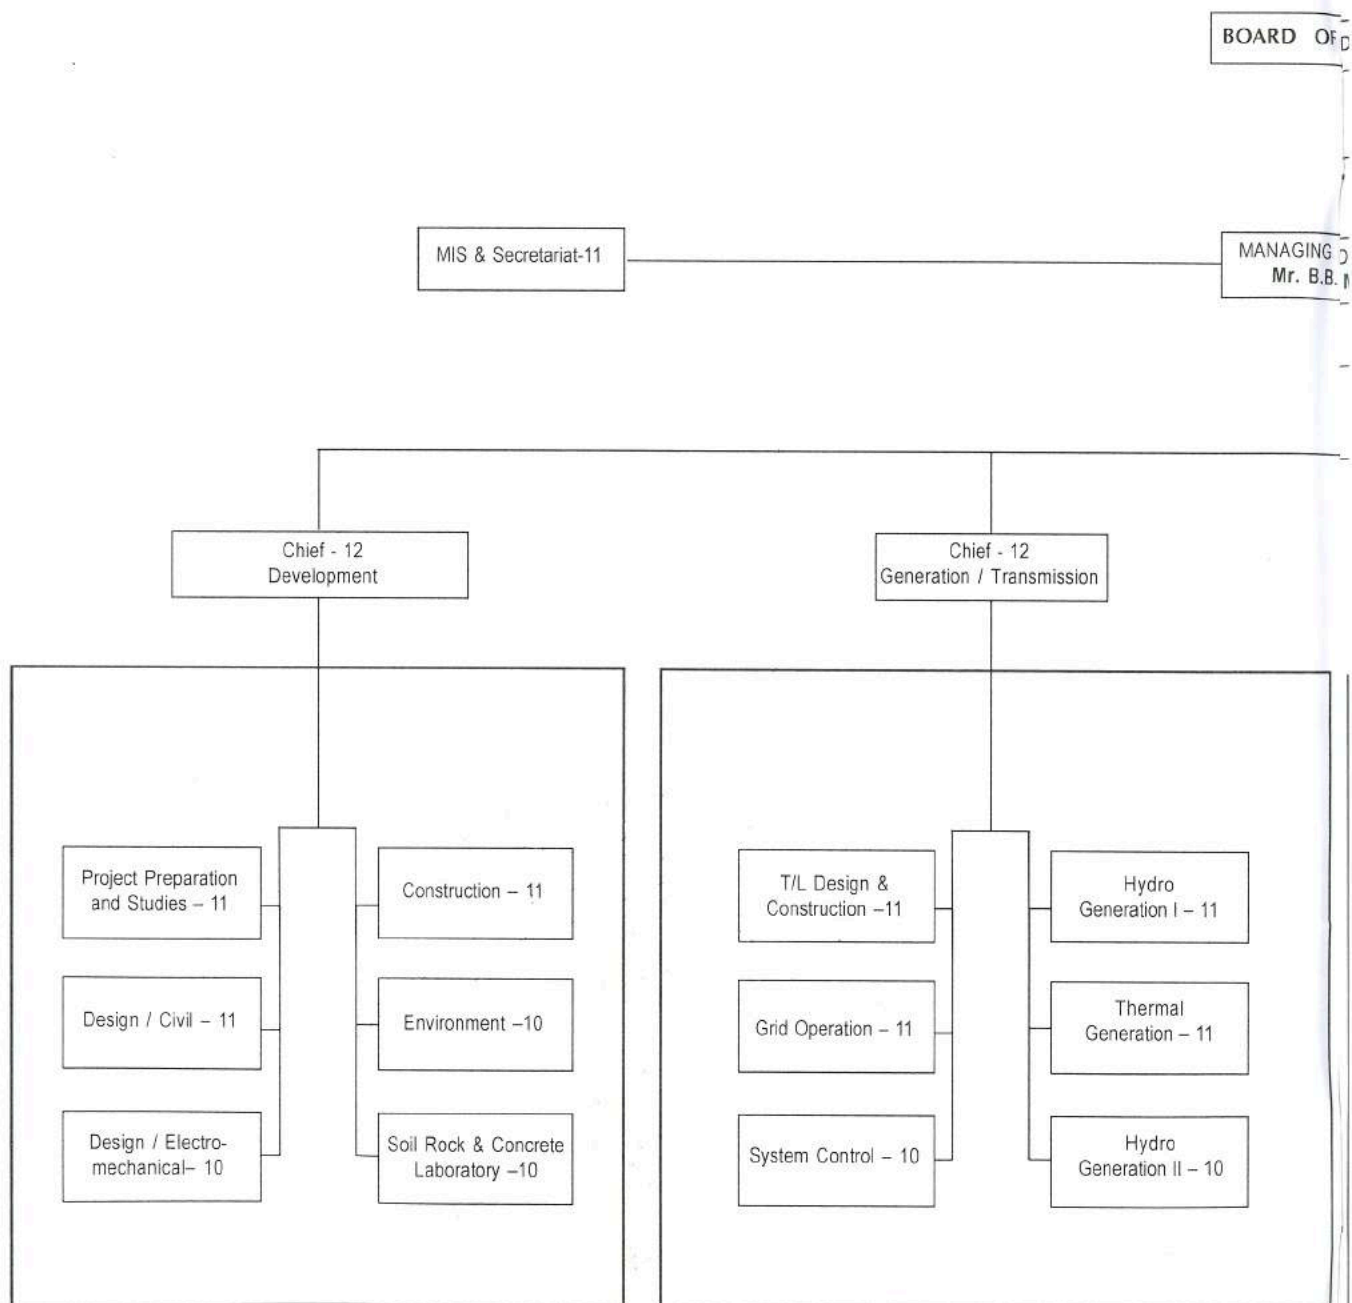 BOARD OF
MIS & Secretariat-11
MANAGING
Mr. B.B.
Chief - 12
Development
Chief - 12
Generation / Transmission
Project Preparation
and Studies – 11
Construction – 11
T/L Design &
Construction –11
Hydro
Generation I – 11
Design / Civil – 11
Environment –10
Grid Operation – 11
Thermal
Generation – 11
Design / Electro-
mechanical– 10
Soil Rock & Concrete
Laboratory –10
System Control – 10
Hydro
Generation II – 10